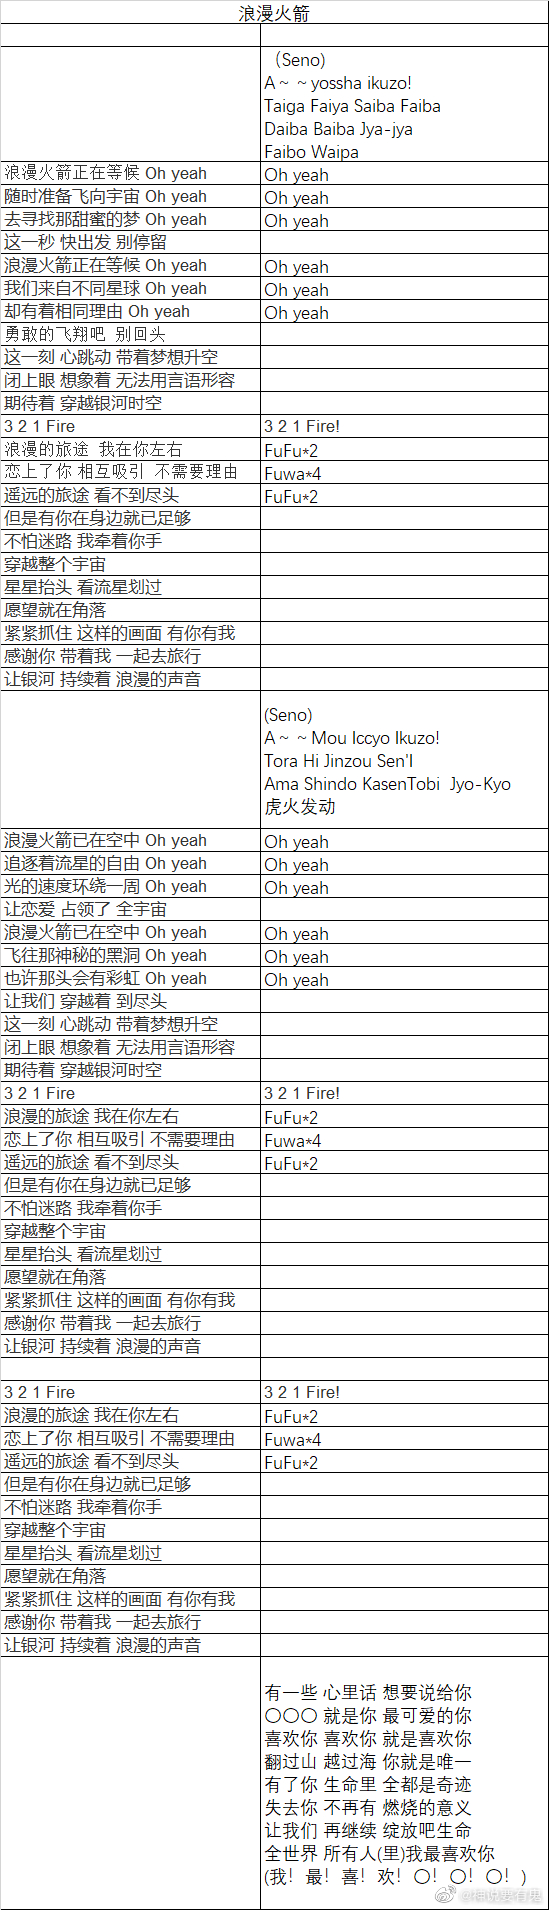 浪漫火箭
（Seno)
A～～yossha ikuzo!
Taiga Faiya Saiba Faiba
Daiba Baiba Jya-jya
Faibo Waipa
浪漫火箭正在等候 Oh yeah Oh yeah
随时准备飞向宇宙 Oh yeah Oh yeah
去寻找那甜蜜的梦 Oh yeah Oh yeah
这一秒 快出发 别停留
浪漫火箭正在等候 Oh yeah Oh yeah
我们来自不同星球 Oh yeah Oh yeah
却有着相同理由 Oh yeah Oh yeah
勇敢的飞翔吧 别回头
这一刻 心跳动 带着梦想升空
闭上眼 想象着 无法用言语形容
期待着 穿越银河时空
3 2 1 Fire 3 2 1 Fire!
浪漫的旅途 我在你左右 FuFu*2
恋上了你 相互吸引 不需要理由 Fuwa*4
遥远的旅途 看不到尽头 FuFu*2
但是有你在身边就已足够
不怕迷路 我牵着你手
穿越整个宇宙
星星抬头 看流星划过
愿望就在角落
紧紧抓住 这样的画面 有你有我
感谢你 带着我 一起去旅行
让银河 持续着 浪漫的声音
(Seno)
A～～Mou Iccyo Ikuzo!
Tora Hi Jinzou Sen'I
Ama Shindo KasenTobi Jyo-Kyo
虎火发动
浪漫火箭已在空中 Oh yeah Oh yeah
追逐着流星的自由 Oh yeah Oh yeah
光的速度环绕一周 Oh yeah Oh yeah
让恋爱 占领了 全宇宙
浪漫火箭已在空中 Oh yeah Oh yeah
飞往那神秘的黑洞 Oh yeah Oh yeah
也许那头会有彩虹 Oh yeah Oh yeah
让我们 穿越着 到尽头
这一刻 心跳动 带着梦想升空
闭上眼 想象着 无法用言语形容
期待着 穿越银河时空
3 2 1 Fire 3 2 1 Fire!
浪漫的旅途 我在你左右 FuFu*2
恋上了你 相互吸引 不需要理由 Fuwa*4
遥远的旅途 看不到尽头 FuFu*2
但是有你在身边就已足够
不怕迷路 我牵着你手
穿越整个宇宙
星星抬头 看流星划过
愿望就在角落
紧紧抓住 这样的画面 有你有我
感谢你 带着我 一起去旅行
让银河 持续着 浪漫的声音
3 2 1 Fire 3 2 1 Fire!
浪漫的旅途 我在你左右 FuFu*2
恋上了你 相互吸引 不需要理由 Fuwa*4
遥远的旅途 看不到尽头 FuFu*2
但是有你在身边就已足够
不怕迷路 我牵着你手
穿越整个宇宙
星星抬头 看流星划过
愿望就在角落
紧紧抓住 这样的画面 有你有我
感谢你 带着我 一起去旅行
让银河 持续着 浪漫的声音
有一些 心里话 想要说给你
〇〇〇 就是你 最可爱的你
喜欢你 喜欢你 就是喜欢你
翻过山 越过海 你就是唯一
有了你 生命里 全都是奇迹
失去你 不再有 燃烧的意义
让我们 再继续 绽放吧生命
全世界 所有人(里)我最喜欢你
(我！最！喜！欢！〇！〇！〇！)